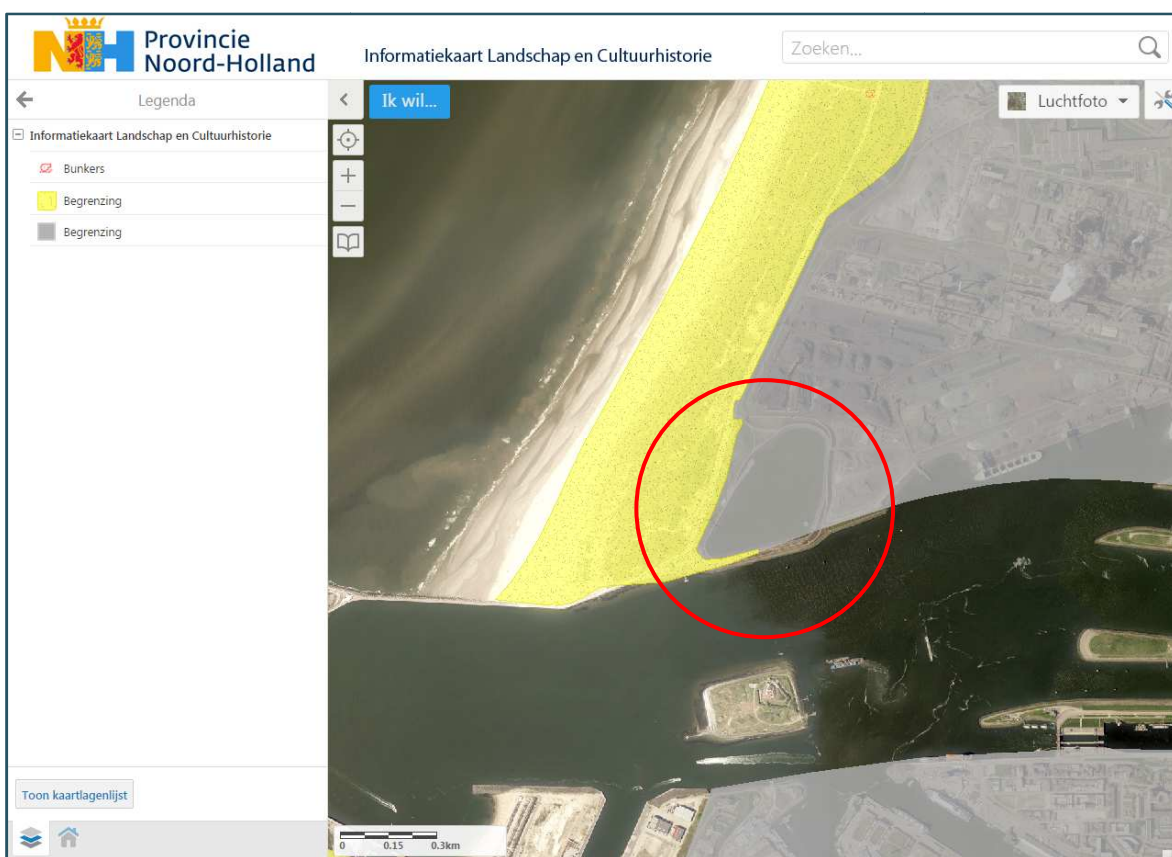 Provincie
Noord-Holland
Informatiekaart Landschap en Cultuurhistorie
Zoeken...
Legenda
Ik wil...
Luchtfoto
Informatiekaart Landschap en Cultuurhistorie
Bunkers
Begrenzing
Begrenzing
Toon kaartlagenlijst
0 0.15 0.3km